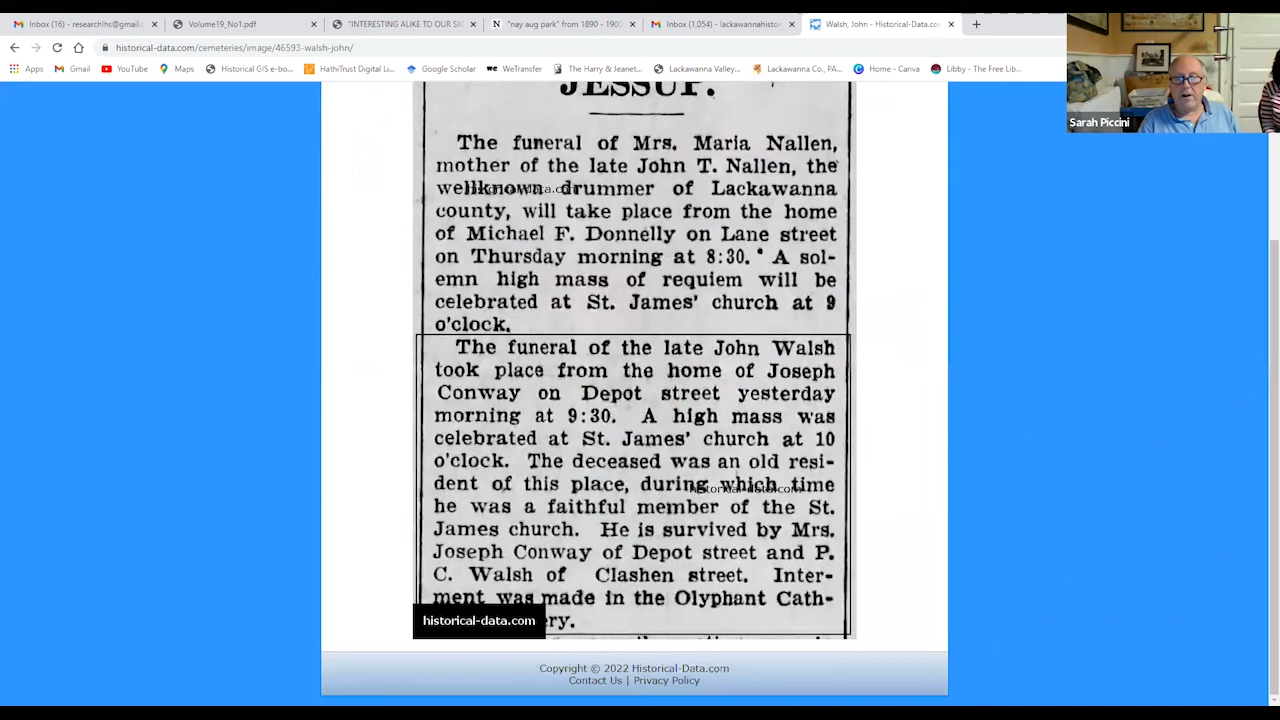 Inbox (16) - researchlhs@gmail.c
Volume19_No1.pdf
"INTERESTING ALIKE TO OUR SIG
"nay aug park" from 1890 - 1900
Inbox (1,054) - lackawannahistor
Walsh, John - Historical-Data.co
historical-data.com/cemeteries/image/46593-walsh-john/
Apps
Gmail
YouTube
Maps
Historical GIS e-bo...
HathiTrust Digital Li...
Google Scholar
WeTransfer
The Harry & Jeanet...
Lackawanna Valley...
Lackawanna Co., PA...
Home - Canva
Libby - The Free Lib...
Sarah Piccini
JESSUP.
The funeral of Mrs. Maria Nallen,
mother of the late John T. Nallen, the
wellknown drummer of Lackawanna
historical-data.com
county, will take place from the home
of Michael F. Donnelly on Lane street
on Thursday morning at 8:30. A sol-
emn high mass of requiem will be
celebrated at St. James' church at 9
o'clock.
The funeral of the late John Walsh
took place from the home of Joseph
Conway on Depot street yesterday
morning at 9:30. A high mass was
celebrated at St. James' church at 10
o'clock. The deceased was an old resi-
dent of this place, during which time
historical-data.com
he was a faithful member of the St.
James church. He is survived by Mrs.
Joseph Conway of Depot street and P.
C. Walsh of Clashen street. Inter-
ment was made in the Olyphant Cath-
ery.
historical-data.com
Copyright © 2022 Historical-Data.com
Contact Us | Privacy Policy